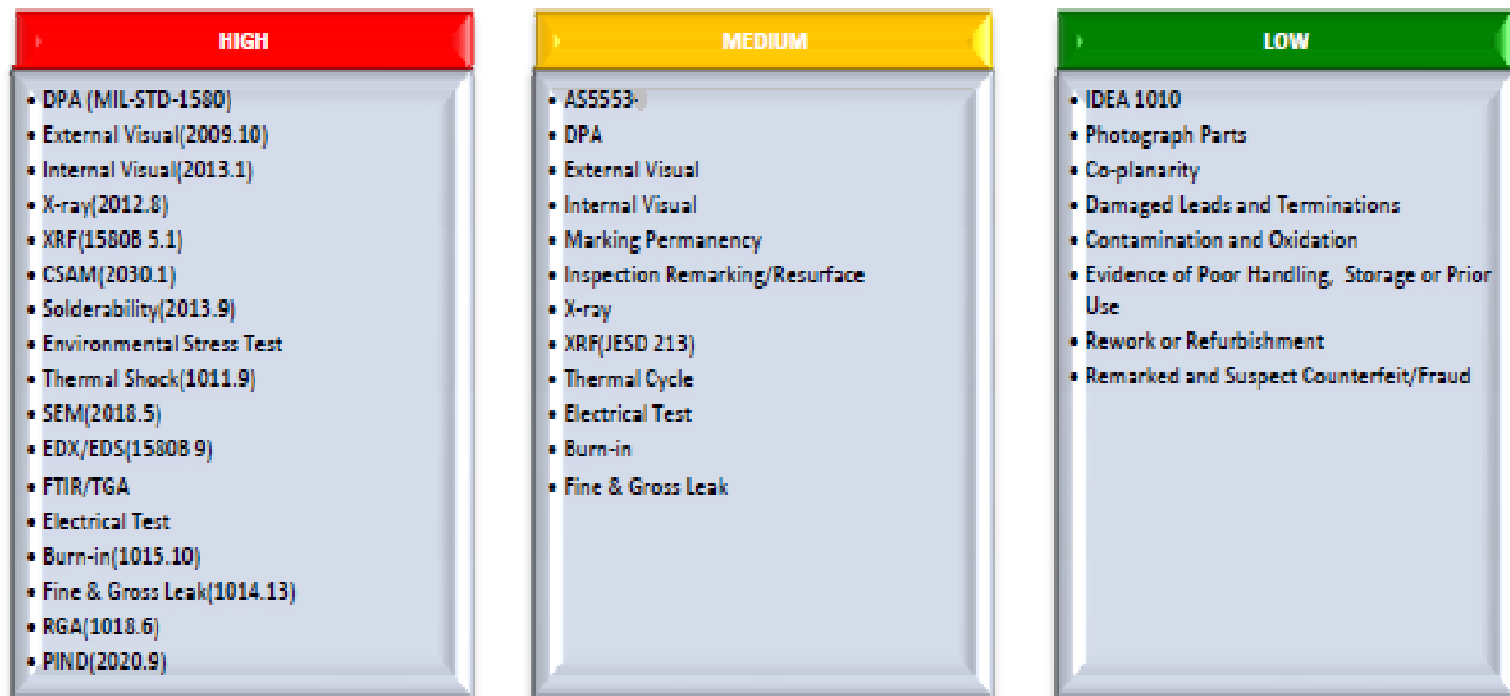 HIGH
• DPA (MIL-STD-1580)
• External Visual(2009.10)
• Internal Visual(2013.1)
• X-ray(2012.8)
• XRF(1580B 5.1)
• CSAM(2030.1)
• Solderability(2013.9)
• Environmental Stress Test
• Thermal Shock(1011.9)
• SEM(2018.5)
• EDX/EDS(1580B 9)
• FTIR/TGA
• Electrical Test
• Burn-in(1015.10)
• Fine & Gross Leak(1014.13)
• RGA(1018.6)
• PIND(2020.9)
MEDIUM
• AS5553-
• DPA
• External Visual
• Internal Visual
• Marking Permanency
• Inspection Remarking/Resurface
• X-ray
• XRF(JESD 213)
• Thermal Cycle
• Electrical Test
• Burn-in
• Fine & Gross Leak
LOW
• IDEA 1010
• Photograph Parts
• Co-planarity
• Damaged Leads and Terminations
• Contamination and Oxidation
• Evidence of Poor Handling, Storage or Prior
Use
• Rework or Refurbishment
• Remarked and Suspect Counterfeit/Fraud